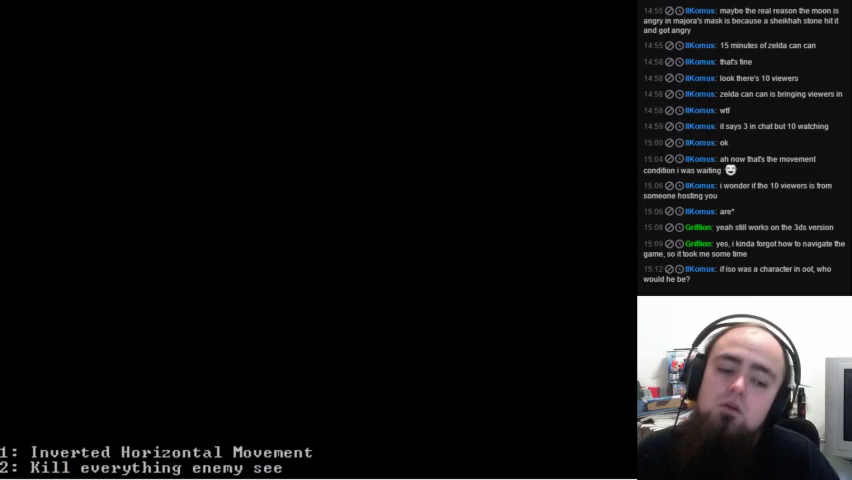 14:55 IlKomus: maybe the real reason the moon is
angry in majora's mask is because a sheikhah stone hit it
and got angry
14:55 IlKomus: 15 minutes of zelda can can
14:58 IlKomus: that's fine
14:58 IlKomus: look there's 10 viewers
14:58 IlKomus: zelda can can is bringing viewers in
14:58 IlKomus: wtf
14:59 IlKomus: it says 3 in chat but 10 watching
15:00 IlKomus: ok
15:04 IlKomus: ah now that's the movement
condition i was waiting
15:06 IlKomus: i wonder if the 10 viewers is from
someone hosting you
15:06 IlKomus: are*
15:08 Griflion: yeah still works on the 3ds version
15:09 Griflion: yes, i kinda forgot how to navigate the
game, so it took me some time
15:12 IlKomus: if iso was a character in oot, who
would he be?
1: Inverted Horizontal Movement
2: Kill everything enemy see